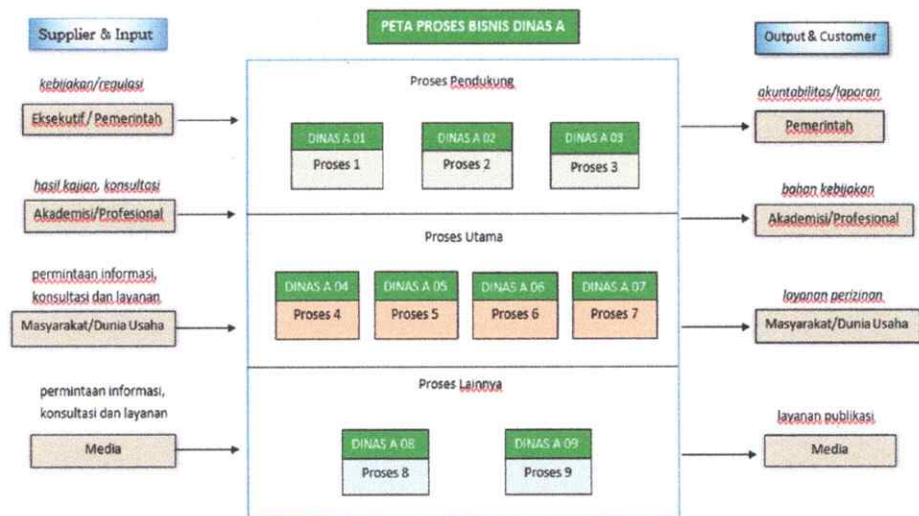 PETA PROSES BISNIS DINAS A
Supplier & Input
kebijakan/regulasi
Eksekutif / Pemerintah
hasil kajian, konsultasi
Akademisi/Profesional
permintaan informasi,
konsultasi dan layanan
Masyarakat/Dunia Usaha
permintaan informasi,
konsultasi dan layanan
Media
Proses Pendukung
DINAS A 01
Proses 1
DINAS A 02
Proses 2
DINAS A 03
Proses 3
Proses Utama
DINAS A 04
Proses 4
DINAS A 05
Proses 5
DINAS A 06
Proses 6
DINAS A 07
Proses 7
Proses Lainnya
DINAS A 08
Proses 8
DINAS A 09
Proses 9
Output & Customer
akuntabilitas/laporan
Pemerintah
bahan kebijakan
Akademisi/Profesional
layanan perizinan
Masyarakat/Dunia Usaha
layanan publikasi
Media